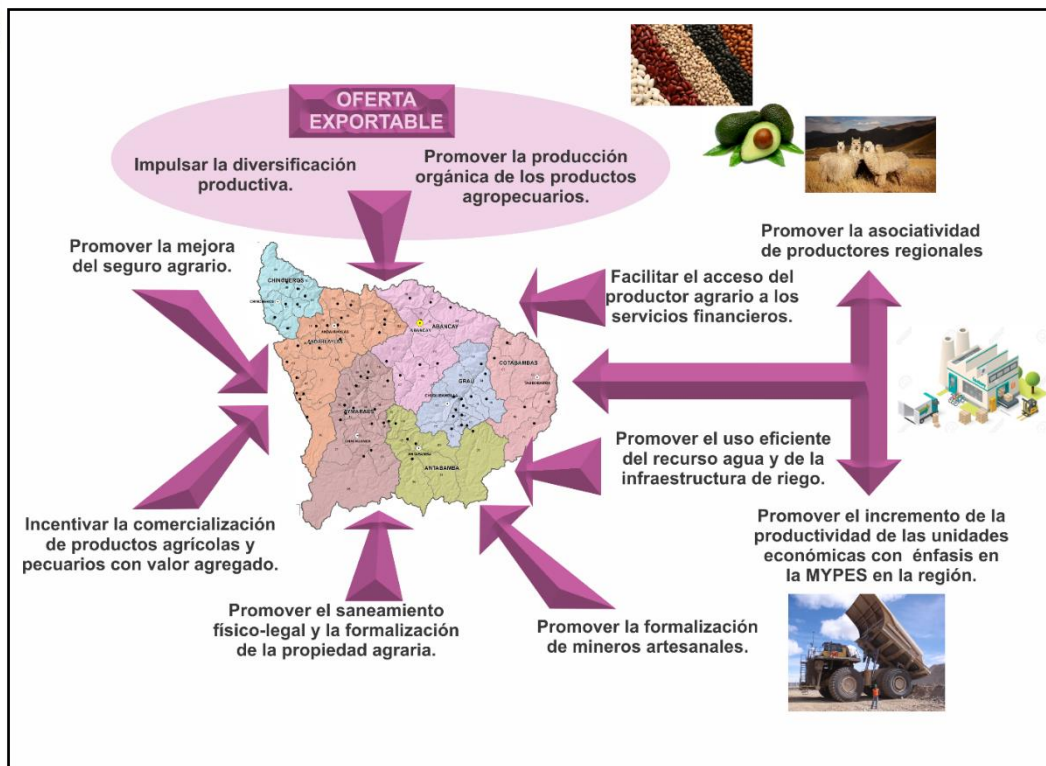 OFERTA
EXPORTABLE
Impulsar la diversificación
productiva.
Promover la producción
orgánica de los productos
agropecuarios.
Promover la mejora
del seguro agrario.
Promover la asociatividad
de productores regionales
Facilitar el acceso del
productor agrario a los
servicios financieros.
CHINCHEROS
ANDAHUAYLAS
ABANCAY
ABANCAY
COTABAMBAS
GRAU
AYMARAES
ANTABAMBA
Promover el uso eficiente
del recurso agua y de la
infraestructura de riego.
Incentivar la comercialización
de productos agrícolas y
pecuarios con valor agregado.
Promover el incremento de la
productividad de las unidades
económicas con énfasis en
la MYPES en la región.
Promover el saneamiento
físico-legal y la formalización
de la propiedad agraria.
Promover la formalización
de mineros artesanales.